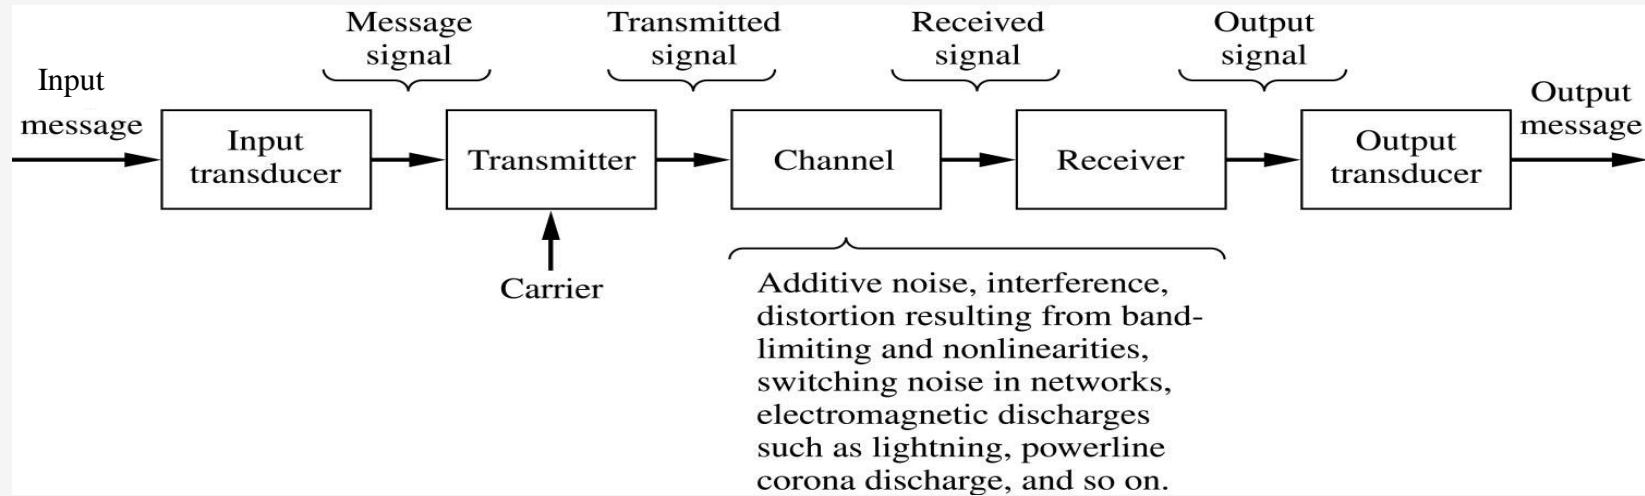 Message
signal
Transmitted
signal
Received
signal
Output
signal
Input
message
Input
transducer
Transmitter
Channel
Receiver
Output
transducer
Output
message
Carrier
Additive noise, interference,
distortion resulting from band-
limiting and nonlinearities,
switching noise in networks,
electromagnetic discharges
such as lightning, powerline
corona discharge, and so on.